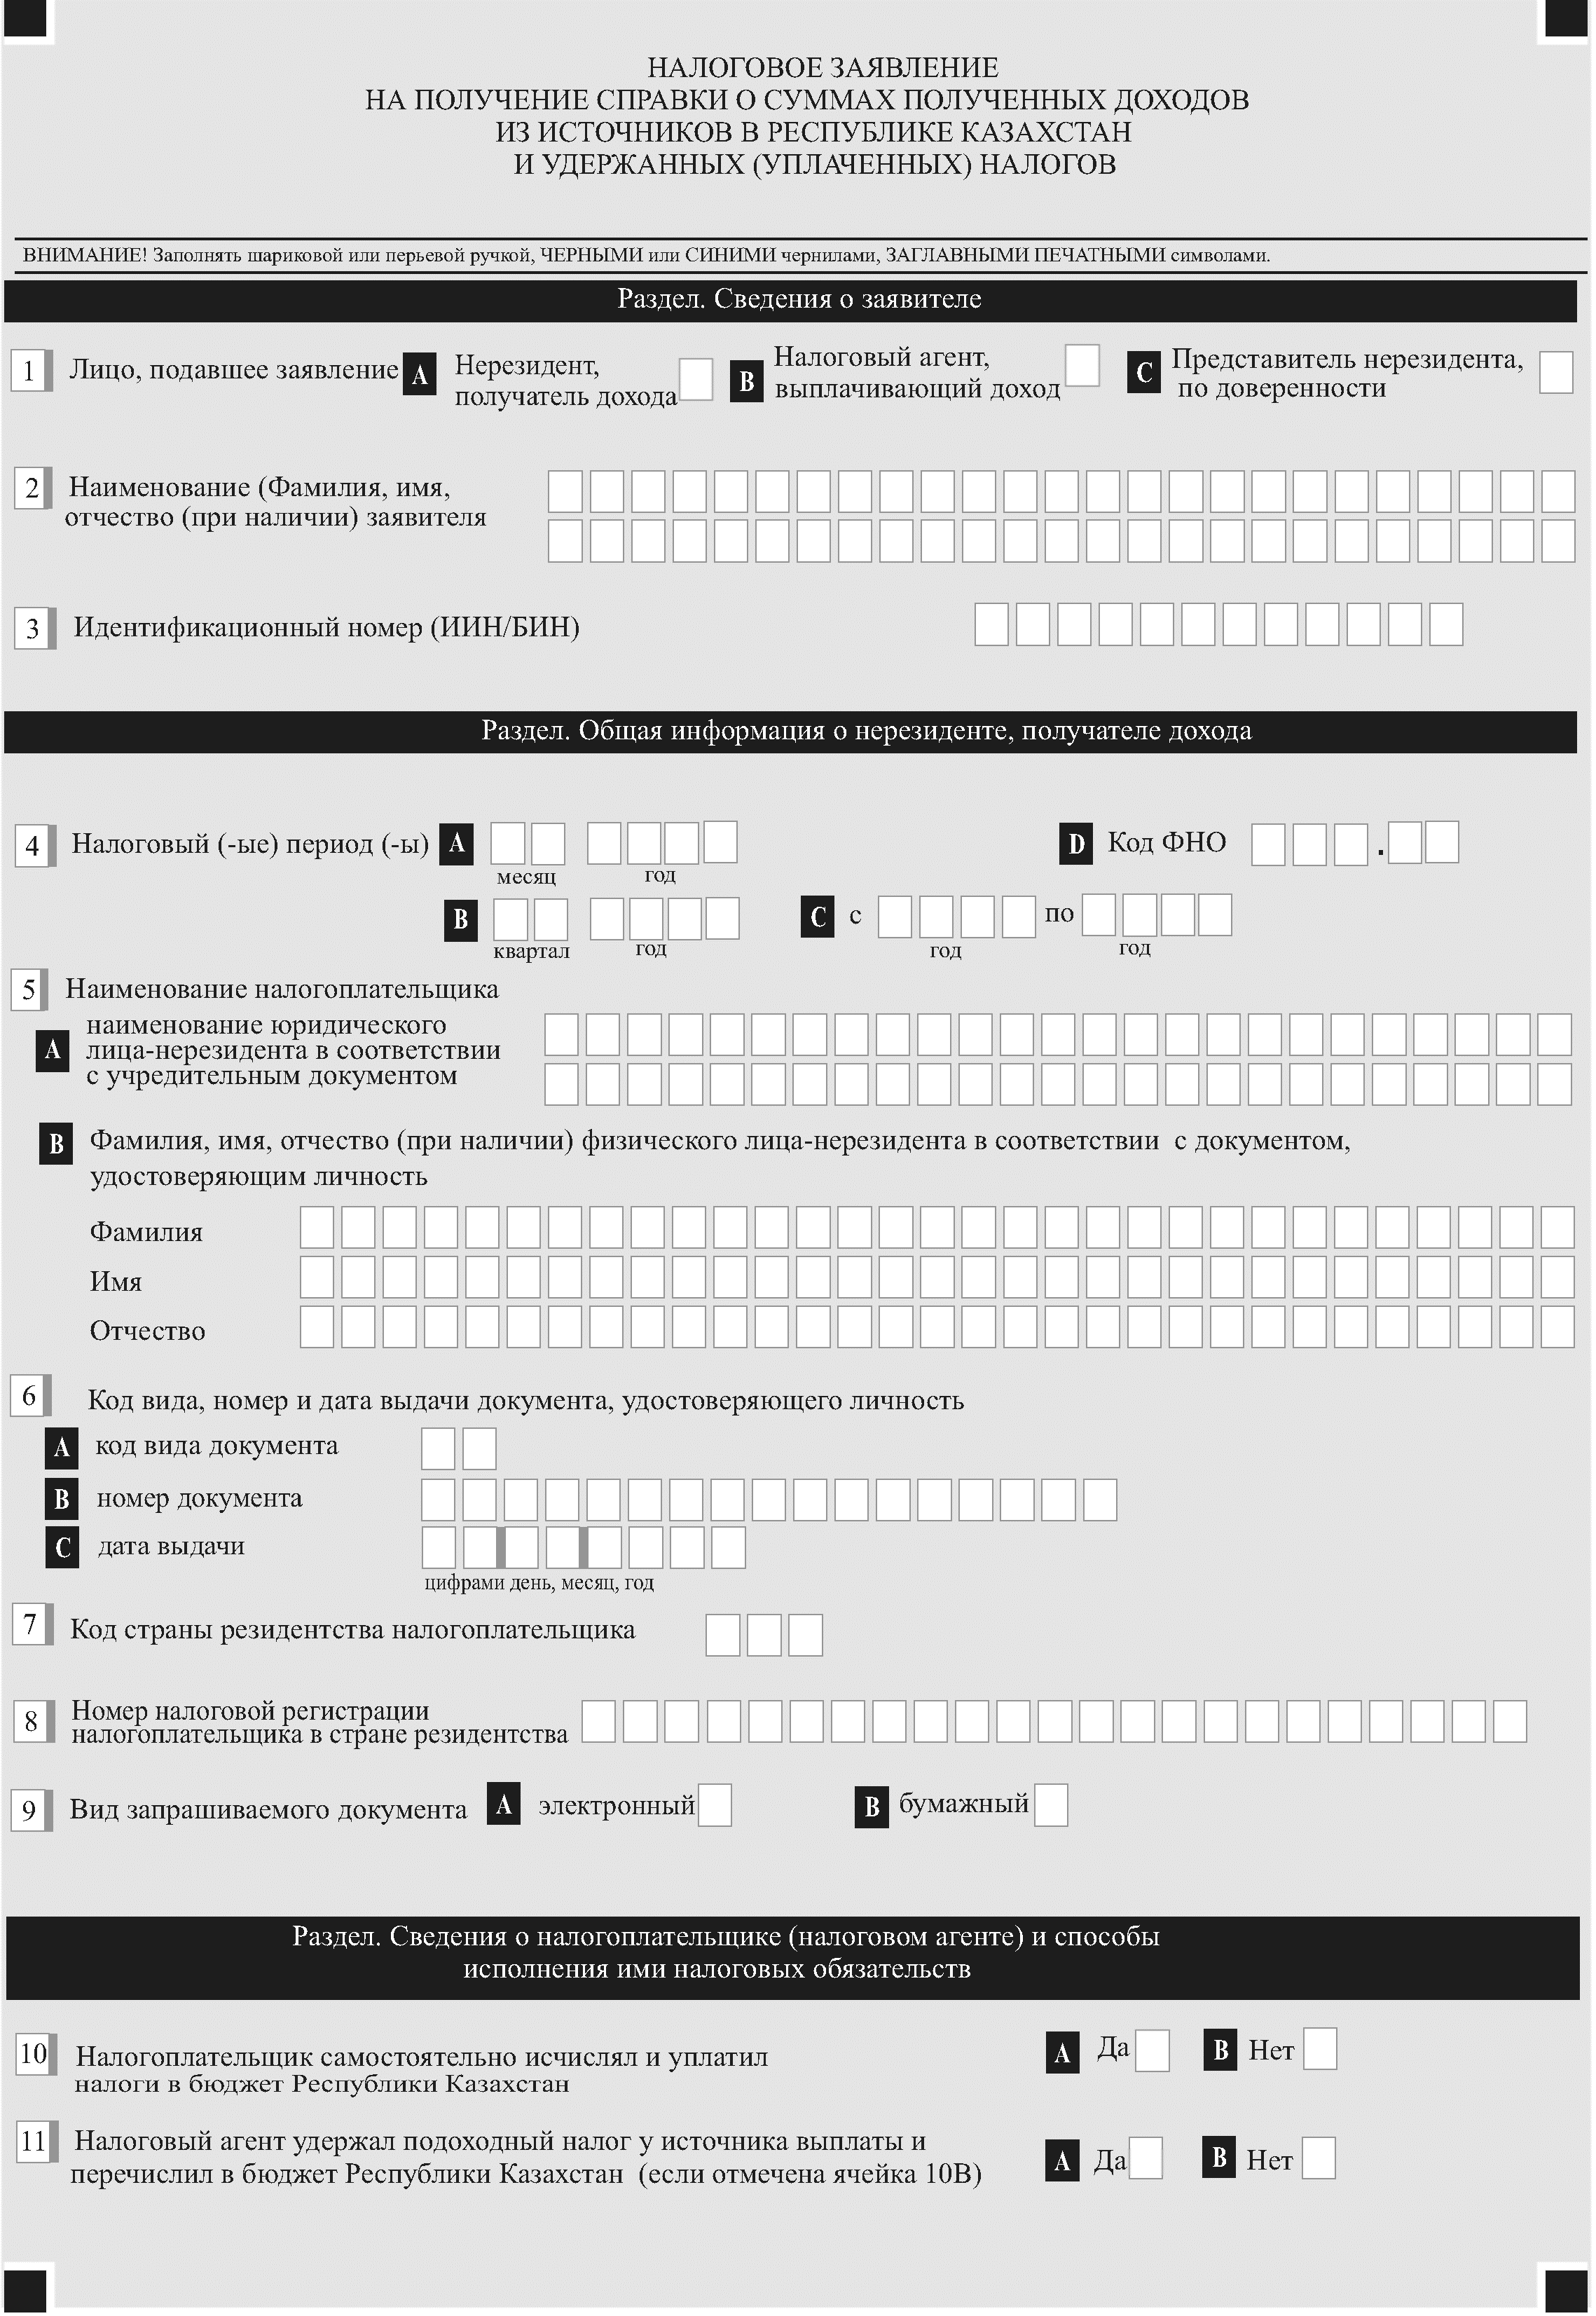 НАЛОГОВОЕ ЗАЯВЛЕНИЕ
НА ПОЛУЧЕНИЕ СПРАВКИ О СУММАХ ПОЛУЧЕННЫХ ДОХОДОВ
ИЗ ИСТОЧНИКОВ В РЕСПУБЛИКЕ КАЗАХСТАН
И УДЕРЖАННЫХ (УПЛАЧЕННЫХ) НАЛОГОВ
ВНИМАНИЕ! Заполнять шариковой или перьевой ручкой, ЧЕРНЫМИ или СИНИМИ чернилами, ЗАГЛАВНЫМИ ПЕЧАТНЫМИ символами.
Раздел. Сведения о заявителе
1 Лицо, подавшее заявление A Нерезидент, B Налоговый агент, C Представитель нерезидента,
получатель дохода выплачивающий доход по доверенности
2 Наименование (Фамилия, имя,
отчество (при наличии) заявителя
3 Идентификационный номер (ИИН/БИН)
Раздел. Общая информация о нерезиденте, получателе дохода
4 Налоговый (-ые) период (-ы) A D Код ФНО .
месяц год
B C с по
квартал год год год
5 Наименование налогоплательщика
наименование юридического
A лица-нерезидента в соответствии
с учредительным документом
B Фамилия, имя, отчество (при наличии) физического лица-нерезидента в соответствии с документом,
удостоверяющим личность
Фамилия
Имя
Отчество
6 Код вида, номер и дата выдачи документа, удостоверяющего личность
A код вида документа
B номер документа
C дата выдачи
цифрами день, месяц, год
7 Код страны резидентства налогоплательщика
8 Номер налоговой регистрации
налогоплательщика в стране резидентства
9 Вид запрашиваемого документа A электронный B бумажный
Раздел. Сведения о налогоплательщике (налоговом агенте) и способы
исполнения ими налоговых обязательств
10 Налогоплательщик самостоятельно исчислял и уплатил A Да B Нет
налоги в бюджет Республики Казахстан
11 Налоговый агент удержал подоходный налог у источника выплаты и A Да B Нет
перечислил в бюджет Республики Казахстан (если отмечена ячейка 10В)